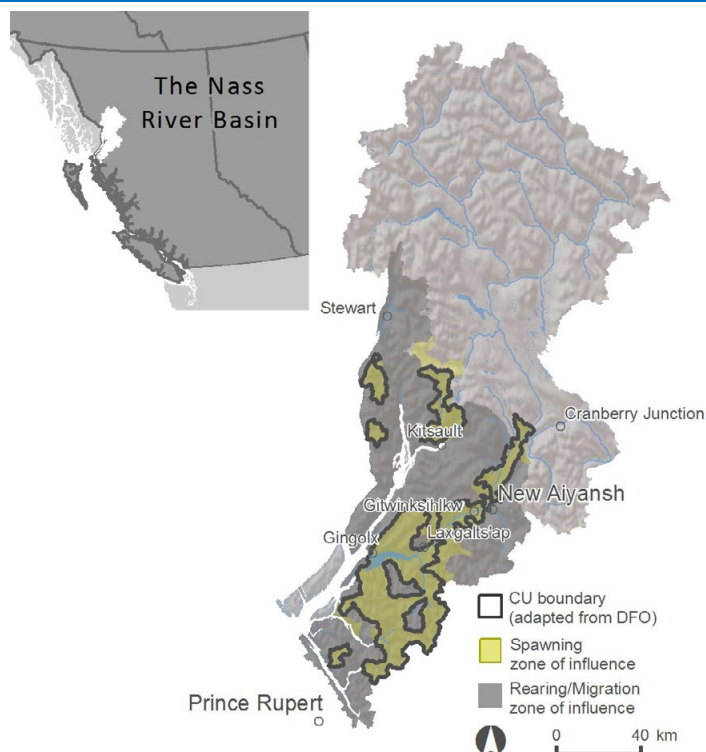 The Nass
River Basin
Stewart
Cranberry Junction
Kitsault
New Aiyansh
Gitwinksihlkw
Laxgalts'ap
Gingolx
CU boundary
(adapted from DFO)
Spawning
zone of influence
Rearing/Migration
zone of influence
Prince Rupert
0 40 km